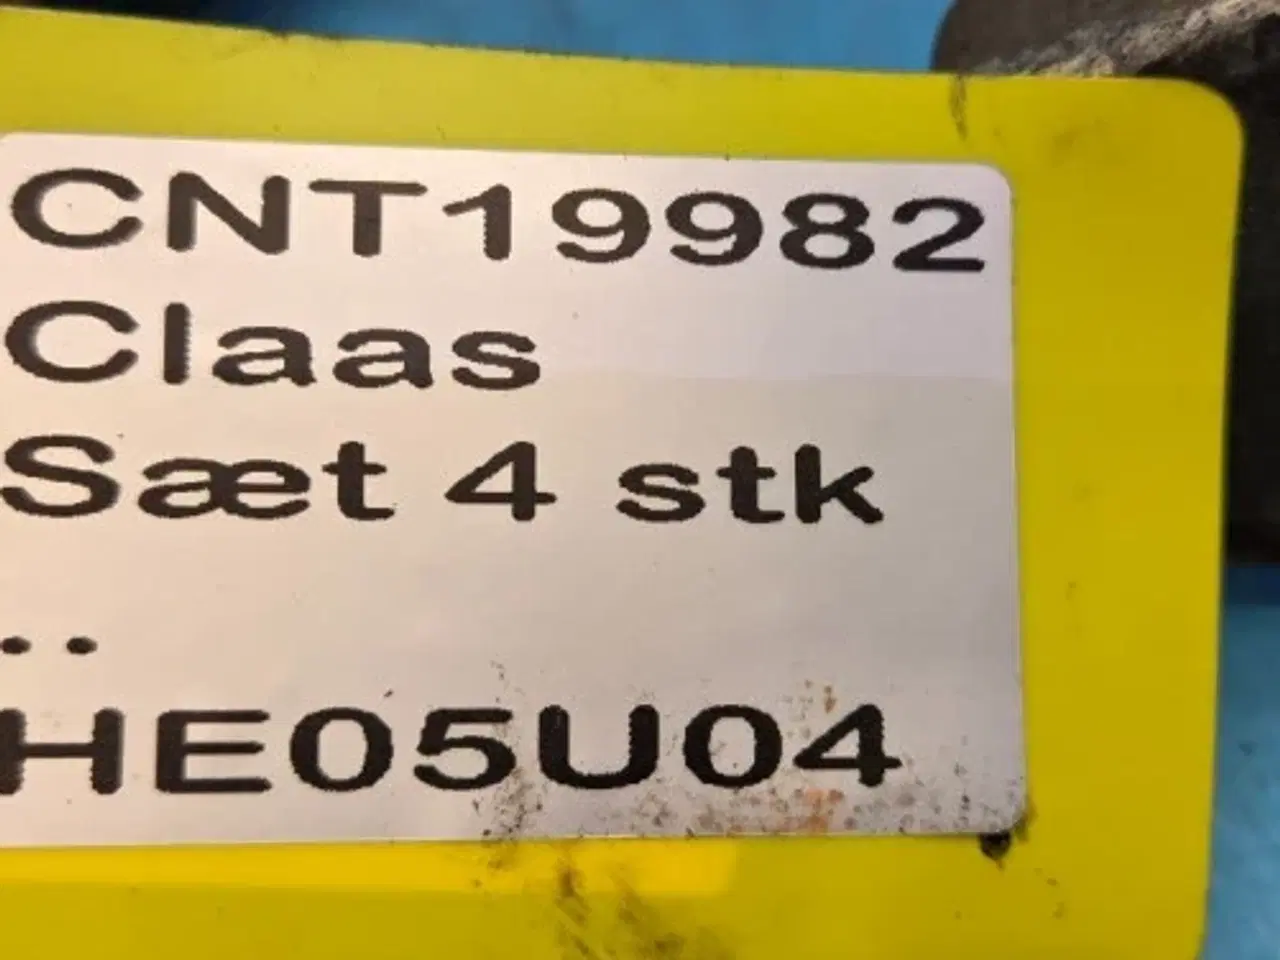 CNT19982
Claas
Sæt 4 stk
..
HE05U04